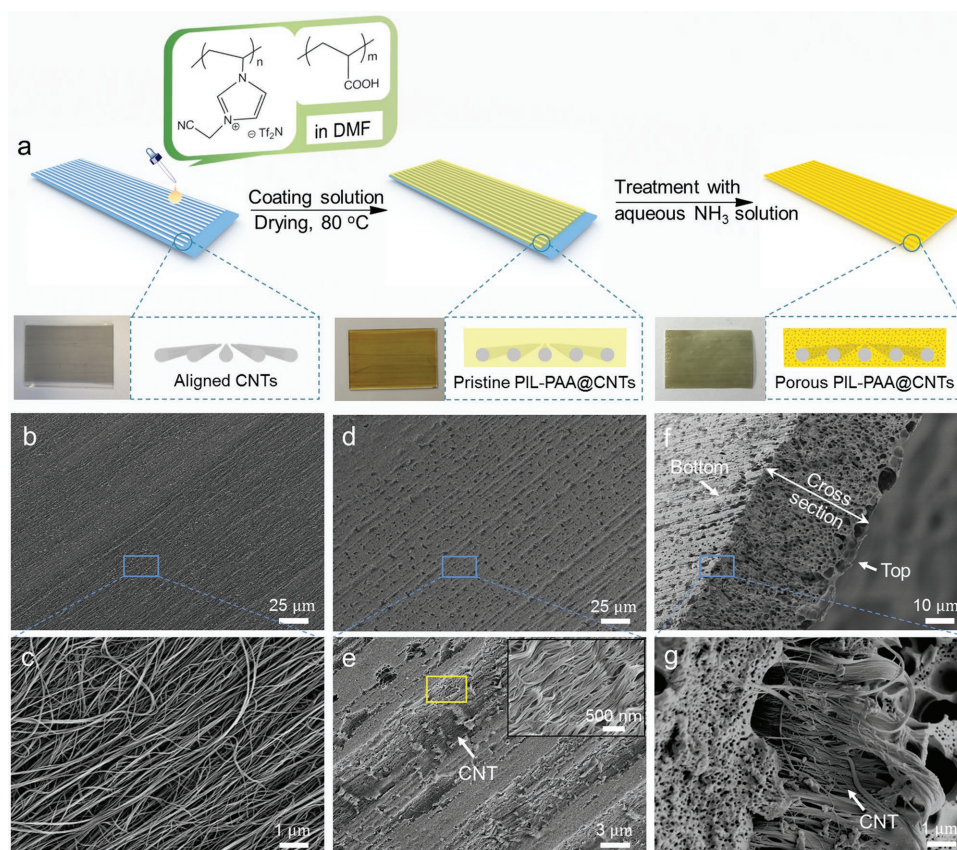 n
m
N
N
⊕
NC
⊖ Tf₂N
COOH
in DMF
a
Coating solution
Drying, 80 °C
Treatment with
aqueous NH₃ solution
Aligned CNTs
Pristine PIL-PAA@CNTs
Porous PIL-PAA@CNTs
b
25 μm
d
25 μm
f
Bottom
Cross
section
Top
10 μm
c
1 μm
e
500 nm
CNT
3 μm
g
CNT
1 μm